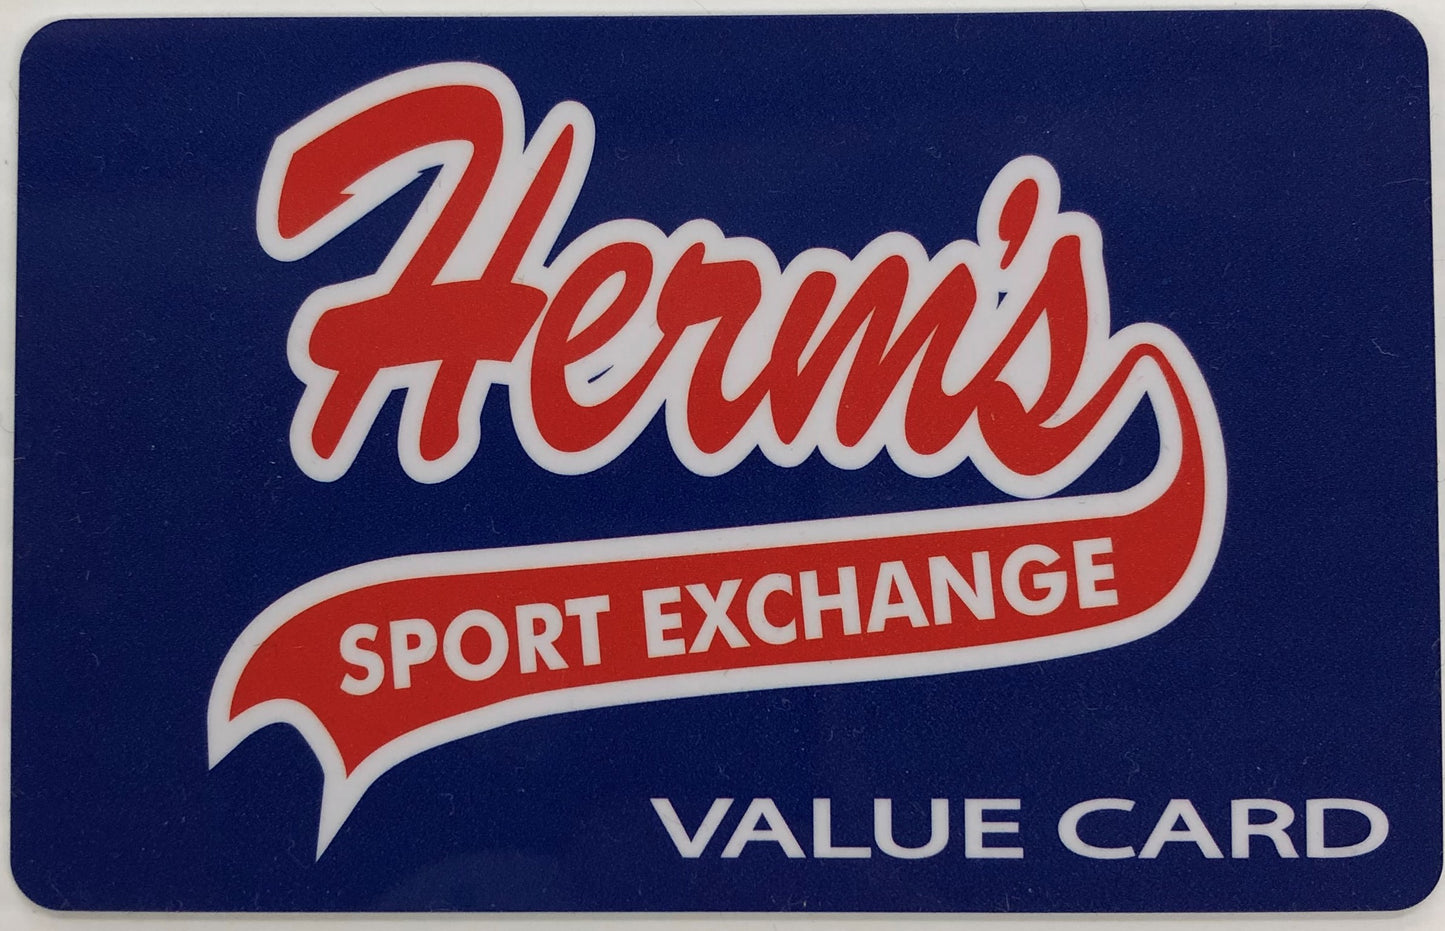 Herm's
SPORT EXCHANGE
VALUE CARD